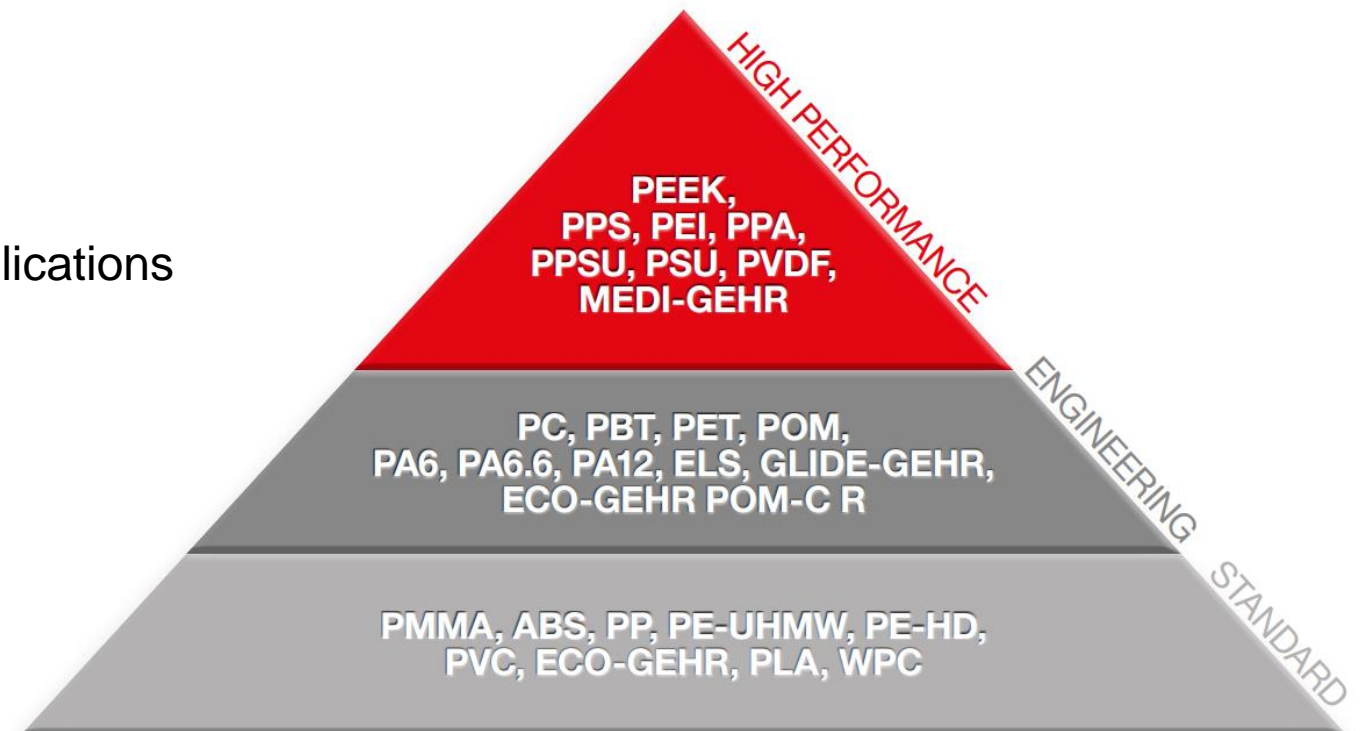 HIGH PERFORMANCE
PEEK,
PPS, PEI, PPA,
PPSU, PSU, PVDF,
MEDI-GEHR
lications
ENGINEERING
PC, PBT, PET, POM,
PA6, PA6.6, PA12, ELS, GLIDE-GEHR,
ECO-GEHR POM-C R
STANDARD
PMMA, ABS, PP, PE-UHMW, PE-HD,
PVC, ECO-GEHR, PLA, WPC